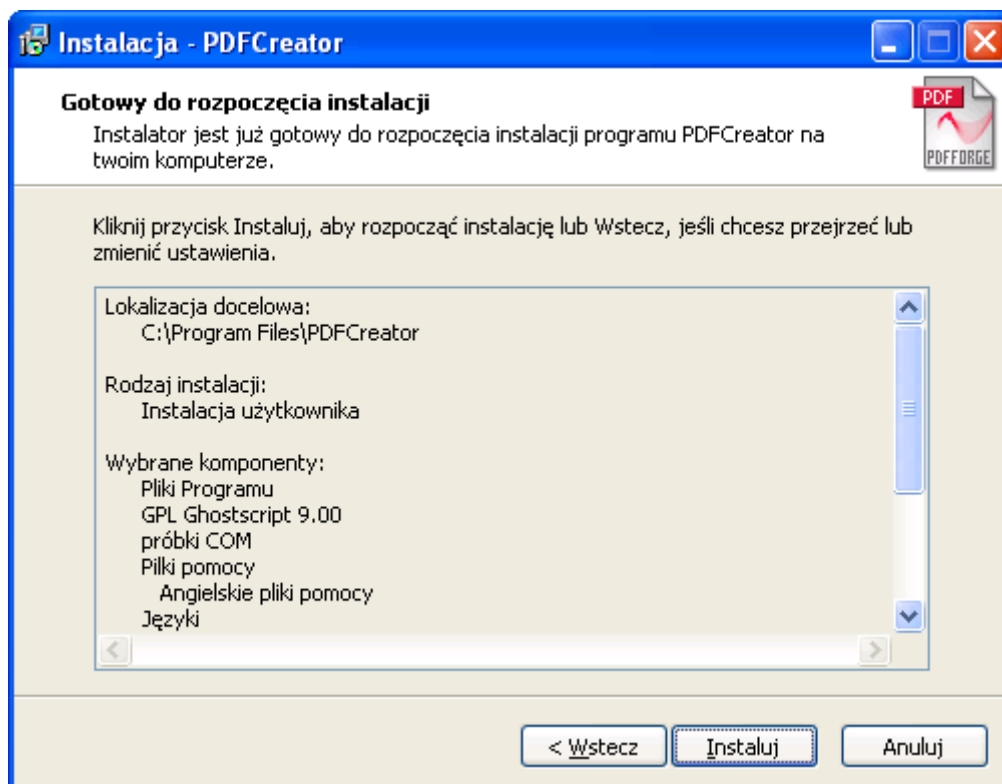 Instalacja - PDFCreator
Gotowy do rozpoczęcia instalacji
Instalator jest już gotowy do rozpoczęcia instalacji programu PDFCreator na
twoim komputerze.
PDF
PDFFORGE
Kliknij przycisk Instaluj, aby rozpocząć instalację lub Wstecz, jeśli chcesz przejrzeć lub
zmienić ustawienia.
Lokalizacja docelowa:
C:\Program Files\PDFCreator
Rodzaj instalacji:
Instalacja użytkownika
Wybrane komponenty:
Pliki Programu
GPL Ghostscript 9.00
próbki COM
Pilki pomocy
Angielskie pliki pomocy
Języki
< Wstecz
Instaluj
Anuluj